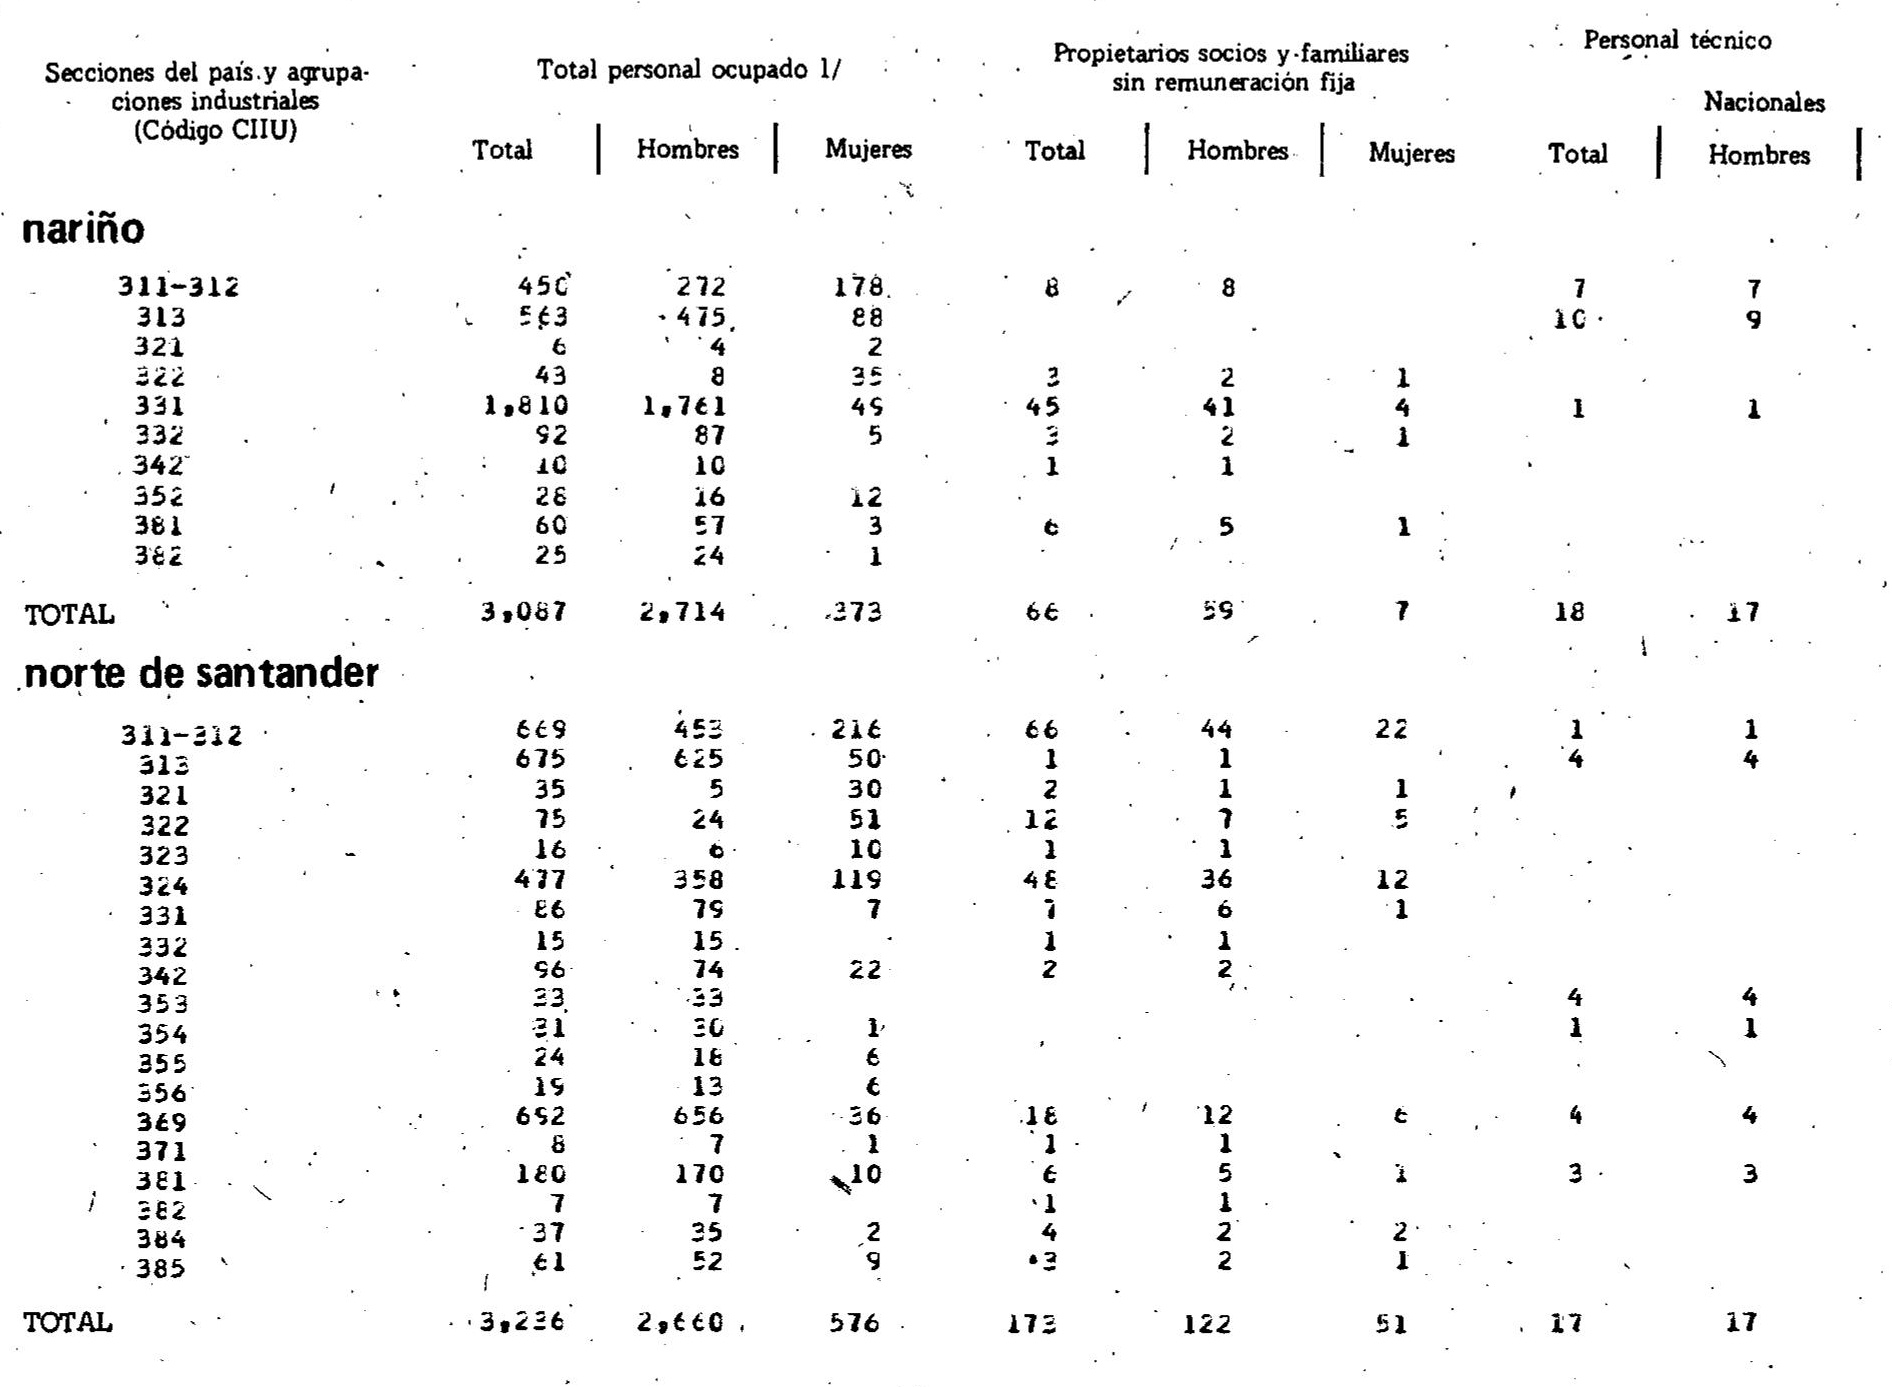 Secciones del país y agrupa- Total personal ocupado 1/ Propietarios socios y familiares Personal técnico
ciones industriales sin remuneración fija Nacionales
(Código CIIU) Total Hombres Mujeres Total Hombres Mujeres Total Hombres
nariño
311-312 450 272 178 8 8 7 7
313 563 475 88 10 9
321 6 4 2
322 43 8 35 3 2 1
331 1,810 1,761 49 45 41 4 1 1
332 92 87 5 3 2 1
342 10 10 1 1
352 28 16 12
381 60 57 3 6 5 1
382 25 24 1
TOTAL 3,087 2,714 373 66 59 7 18 17
norte de santander
311-312 669 453 216 66 44 22 1 1
313 675 625 50 1 1 4 4
321 35 5 30 2 1 1
322 75 24 51 12 7 5
323 16 6 10 1 1
324 477 358 119 48 36 12
331 86 79 7 7 6 1
332 15 15 1 1
342 96 74 22 2 2
353 33 33 4 4
354 31 30 1 1 1
355 24 18 6
356 19 13 6
369 692 656 36 18 12 6 4 4
371 8 7 1 1 1
381 180 170 10 6 5 1 3 3
382 7 7 1 1
384 37 35 2 4 2 2
385 61 52 9 3 2 1
TOTAL 3,236 2,660 576 173 122 51 17 17